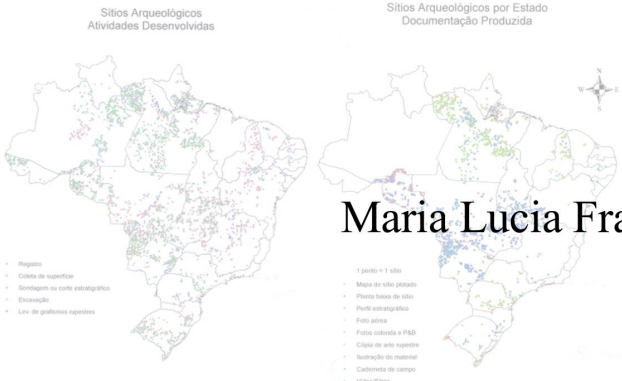 Sítios Arqueológicos
Atividades Desenvolvidas
Registro
Coleta de superfície
Sondagem ou corte estratigráfico
Escavação
Lev. de grafismos rupestres
Sítios Arqueológicos por Estado
Documentação Produzida
N
W
E
S
Maria Lucia Fra
1 ponto = 1 sítio
Mapa de sítio plotado
Planta baixa de sítio
Perfil estratigráfico
Foto aérea
Fotos colorida e P&B
Cópia de arte rupestre
Ilustração do material
Caderneta de campo